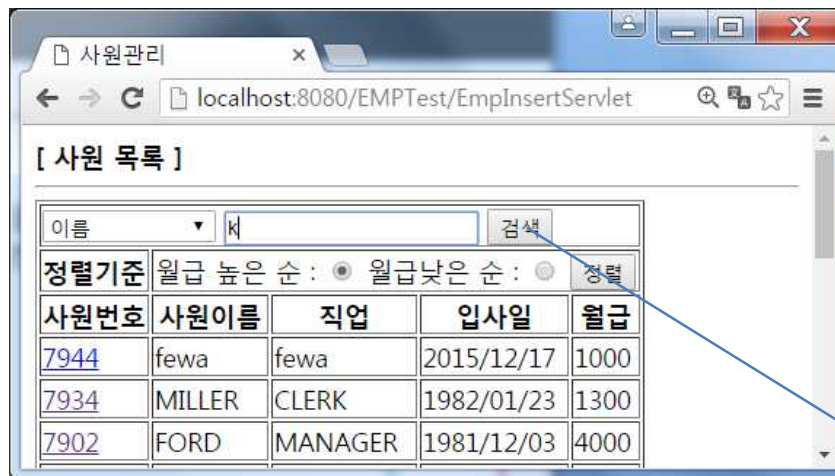 사원관리
localhost:8080/EMPTest/EmpInsertServlet
[ 사원 목록 ]
이름 k 검색
정렬기준 월급 높은 순 : 월급낮은 순 : 정렬
사원번호 사원이름 직업 입사일 월급
7944 fewa fewa 2015/12/17 1000
7934 MILLER CLERK 1982/01/23 1300
7902 FORD MANAGER 1981/12/03 4000